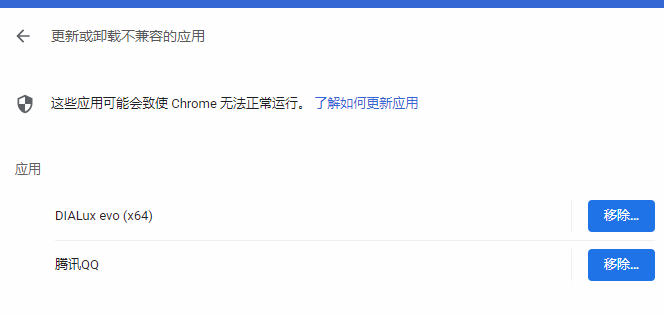 更新或卸载不兼容的应用
这些应用可能会致使 Chrome 无法正常运行。 了解如何更新应用
应用
DIALux evo (x64)
移除...
腾讯QQ
移除...